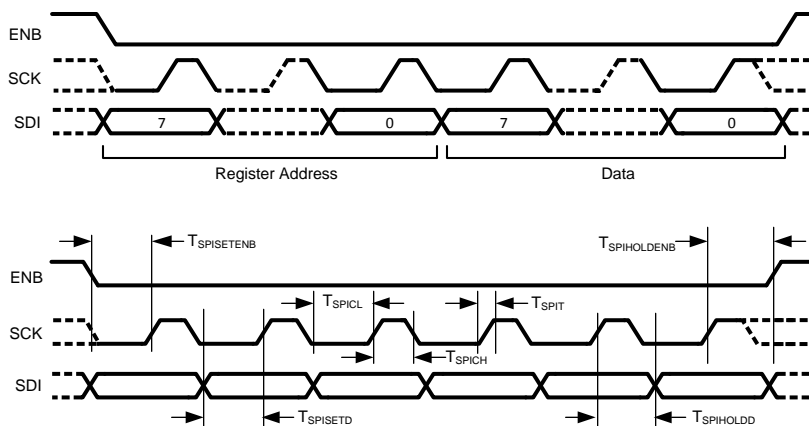 ENB
SCK
SDI
7
0
7
0
Register Address
Data
TSPISETENB
TSPIHOLDENB
ENB
TSPICL
TSPIT
SCK
TSPICH
SDI
TSPISETD
TSPIHOLDD